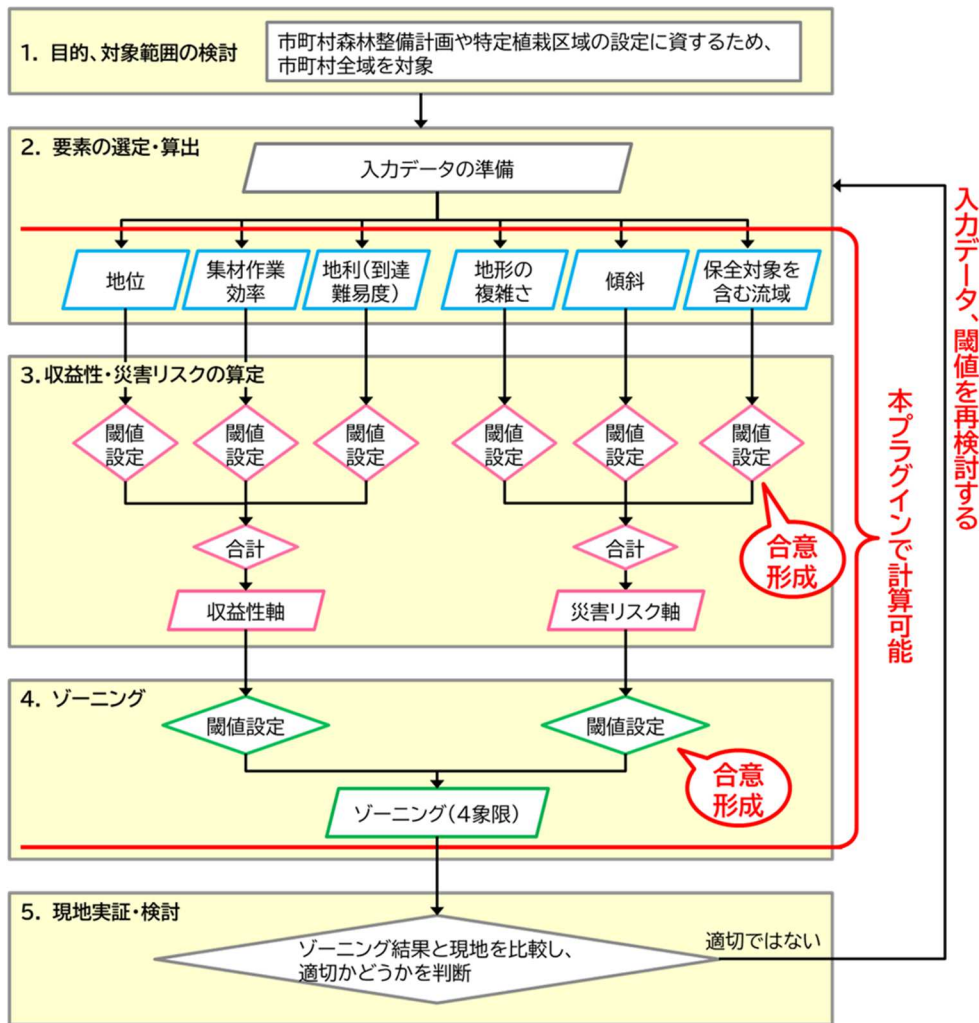 1. 目的、対象範囲の検討
市町村森林整備計画や特定植栽区域の設定に資するため、
市町村全域を対象
2. 要素の選定・算出
入力データの準備
地位
集材作業
効率
地利(到達
難易度)
地形の
複雑さ
傾斜
保全対象を
含む流域
3.収益性・災害リスクの算定
閾値
設定
閾値
設定
閾値
設定
閾値
設定
閾値
設定
閾値
設定
合意
形成
合計
合計
収益性軸
災害リスク軸
4. ゾーニング
閾値設定
閾値設定
合意
形成
ゾーニング(4象限)
5. 現地実証・検討
ゾーニング結果と現地を比較し、
適切かどうかを判断
適切ではない
本プラグインで計算可能
入力データ、閾値を再検討する